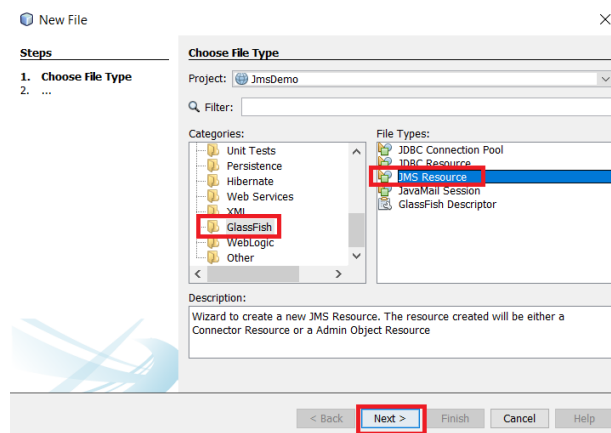 New File
Steps
1. Choose File Type
2. ...
Choose File Type
Project: JmsDemo
Filter:
Categories:
Unit Tests
Persistence
Hibernate
Web Services
XML
GlassFish
WebLogic
Other
File Types:
JDBC Connection Pool
JDBC Resource
JMS Resource
JavaMail Session
GlassFish Descriptor
Description:
Wizard to create a new JMS Resource. The resource created will be either a
Connector Resource or a Admin Object Resource
< Back
Next >
Finish
Cancel
Help